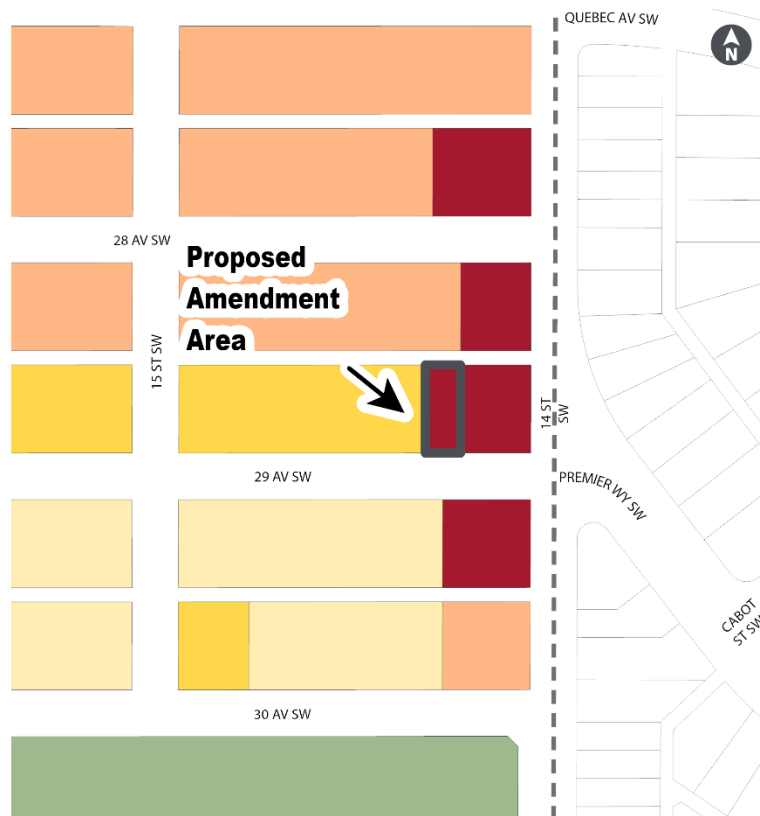 QUEBEC AV SW
N
28 AV SW
Proposed
Amendment
Area
15 ST SW
14 ST
SW
29 AV SW
PREMIER WY SW
CABOT
ST SW
30 AV SW